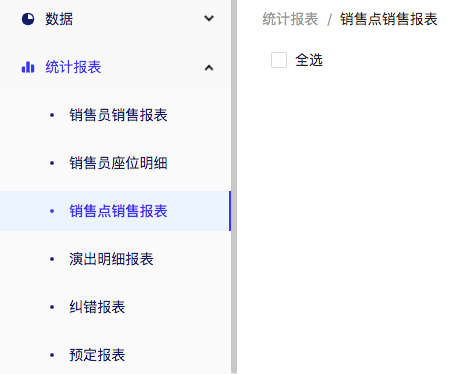 数据
统计报表
销售员销售报表
销售员座位明细
销售点销售报表
演出明细报表
纠错报表
预定报表
统计报表 / 销售点销售报表
全选